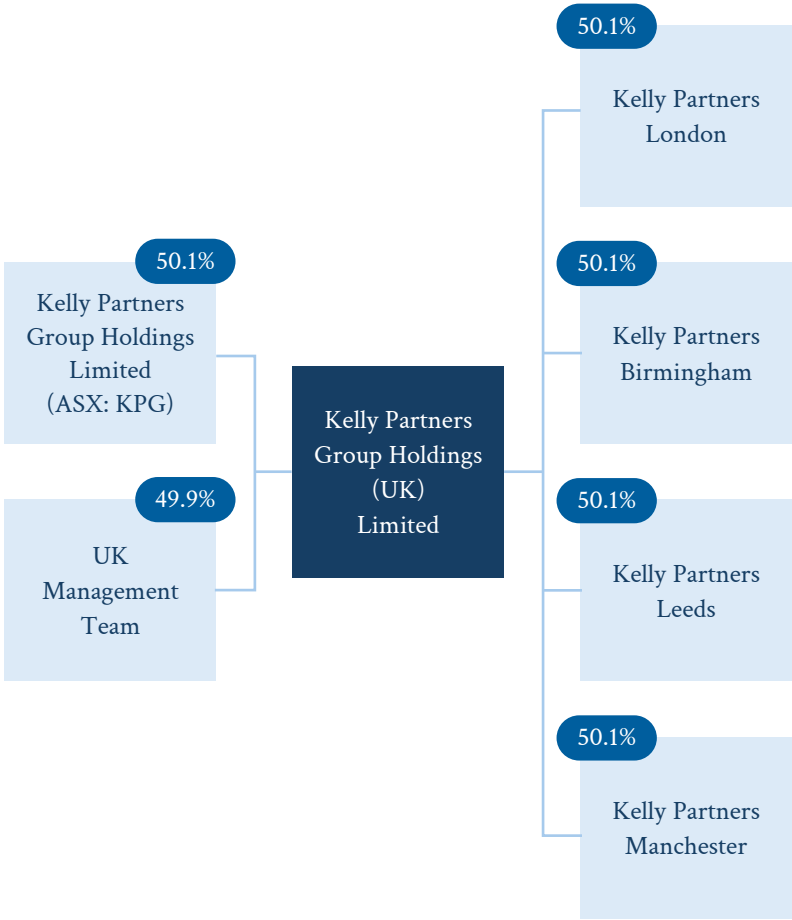 50.1%
Kelly Partners
Group Holdings
Limited
(ASX: KPG)
49.9%
UK
Management
Team
Kelly Partners
Group Holdings
(UK)
Limited
50.1%
Kelly Partners
London
50.1%
Kelly Partners
Birmingham
50.1%
Kelly Partners
Leeds
50.1%
Kelly Partners
Manchester